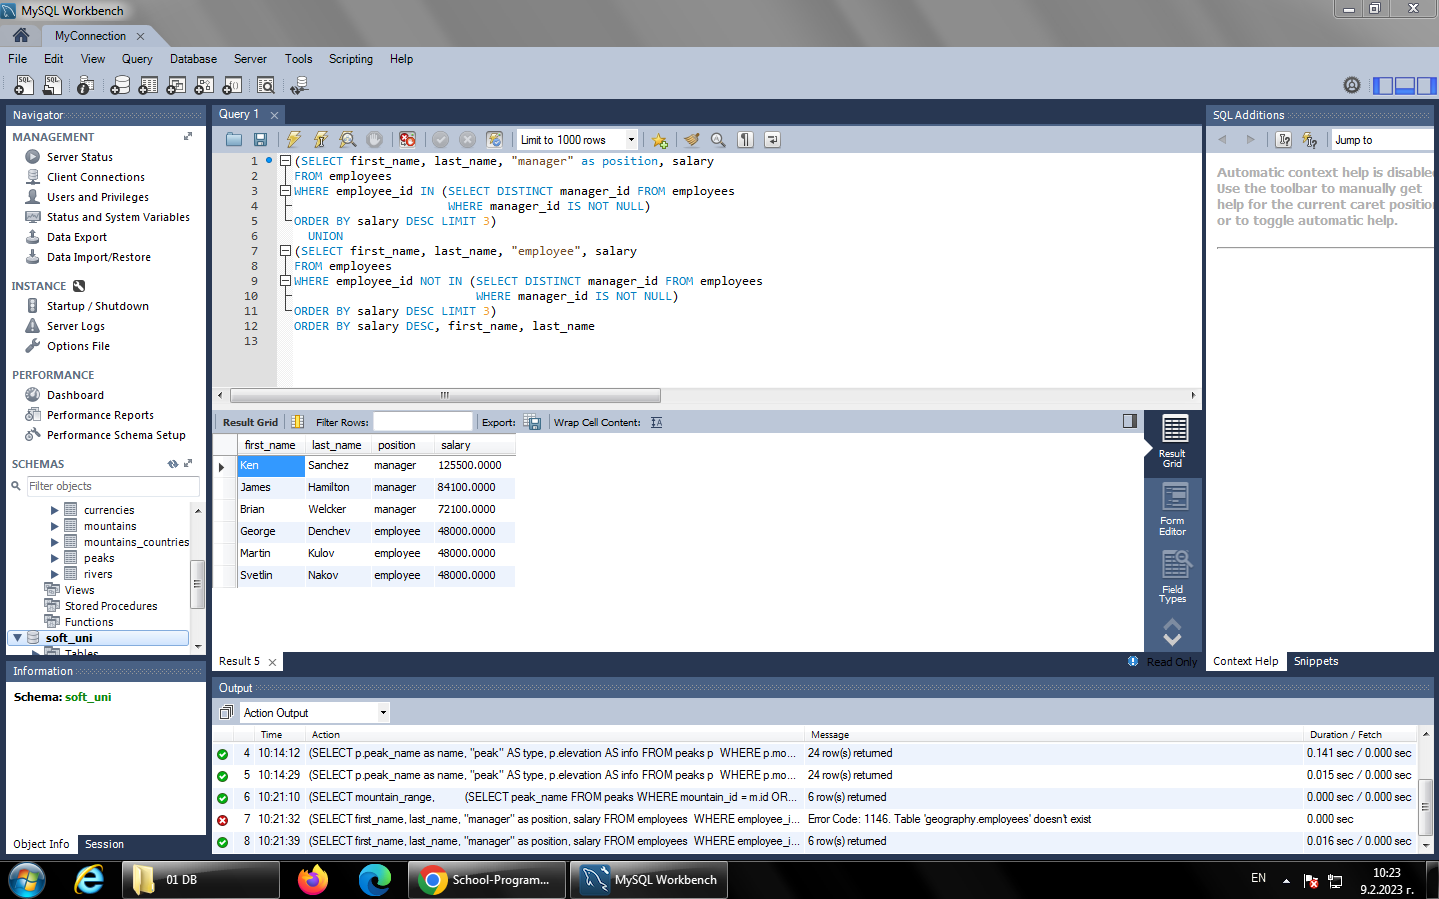 MySQL Workbench
MyConnection
File Edit View Query Database Server Tools Scripting Help
Navigator
MANAGEMENT
Server Status
Client Connections
Users and Privileges
Status and System Variables
Data Export
Data Import/Restore
INSTANCE
Startup / Shutdown
Server Logs
Options File
PERFORMANCE
Dashboard
Performance Reports
Performance Schema Setup
SCHEMAS
Filter objects
currencies
mountains
mountains_countries
peaks
rivers
Views
Stored Procedures
Functions
soft_uni
Tables
Information
Schema: soft_uni
Object Info Session
Query 1
Limit to 1000 rows
1 (SELECT first_name, last_name, "manager" as position, salary
2 FROM employees
3 WHERE employee_id IN (SELECT DISTINCT manager_id FROM employees
4 WHERE manager_id IS NOT NULL)
5 ORDER BY salary DESC LIMIT 3)
6 UNION
7 (SELECT first_name, last_name, "employee", salary
8 FROM employees
9 WHERE employee_id NOT IN (SELECT DISTINCT manager_id FROM employees
10 WHERE manager_id IS NOT NULL)
11 ORDER BY salary DESC LIMIT 3)
12 ORDER BY salary DESC, first_name, last_name
13
Result Grid Filter Rows: Export: Wrap Cell Content:
first_name last_name position salary
Ken Sanchez manager 125500.0000
James Hamilton manager 84100.0000
Brian Welcker manager 72100.0000
George Denchev employee 48000.0000
Martin Kulov employee 48000.0000
Svetlin Nakov employee 48000.0000
Result
Grid
Form
Editor
Field
Types
Result 5
Read Only
SQL Additions
Jump to
Automatic context help is disable
Use the toolbar to manually get
help for the current caret position
or to toggle automatic help.
Context Help Snippets
Output
Action Output
Time Action Message Duration / Fetch
4 10:14:12 (SELECT p.peak_name as name, "peak" AS type, p.elevation AS info FROM peaks p WHERE p.mo... 24 row(s) returned 0.141 sec / 0.000 sec
5 10:14:29 (SELECT p.peak_name as name, "peak" AS type, p.elevation AS info FROM peaks p WHERE p.mo... 24 row(s) returned 0.015 sec / 0.000 sec
6 10:21:10 (SELECT mountain_range, (SELECT peak_name FROM peaks WHERE mountain_id = m.id OR... 6 row(s) returned 0.000 sec / 0.000 sec
7 10:21:32 (SELECT first_name, last_name, "manager" as position, salary FROM employees WHERE employee_i... Error Code: 1146. Table 'geography.employees' doesn't exist 0.000 sec
8 10:21:39 (SELECT first_name, last_name, "manager" as position, salary FROM employees WHERE employee_i... 6 row(s) returned 0.016 sec / 0.000 sec
01 DB
School-Program...
MySQL Workbench
EN
10:23
9.2.2023 г.